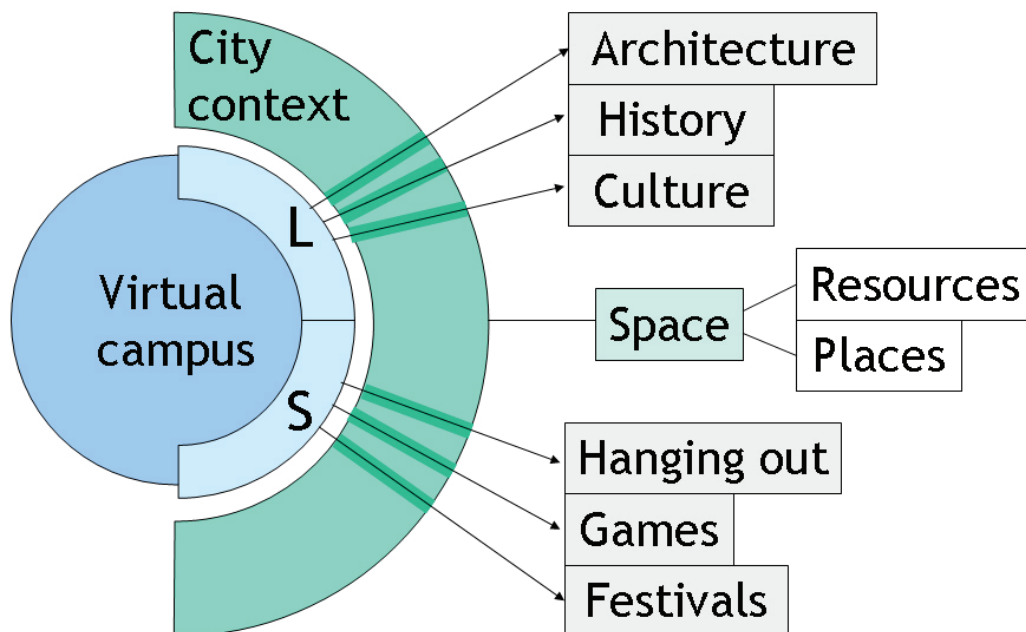 City
context
Architecture
History
Culture
L
Virtual
campus
Space
Resources
Places
S
Hanging out
Games
Festivals